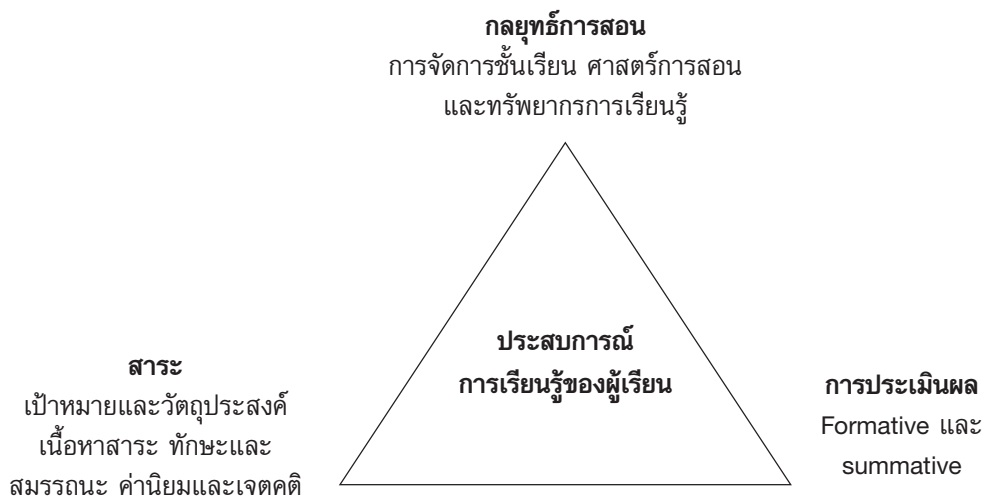 กลยุทธ์การสอน
การจัดการชั้นเรียน ศาสตร์การสอน
และทรัพยากรการเรียนรู้
ประสบการณ์
การเรียนรู้ของผู้เรียน
สาระ
เป้าหมายและวัตถุประสงค์
เนื้อหาสาระ ทักษะและ
สมรรถนะ ค่านิยมและเจตคติ
การประเมินผล
Formative และ
summative